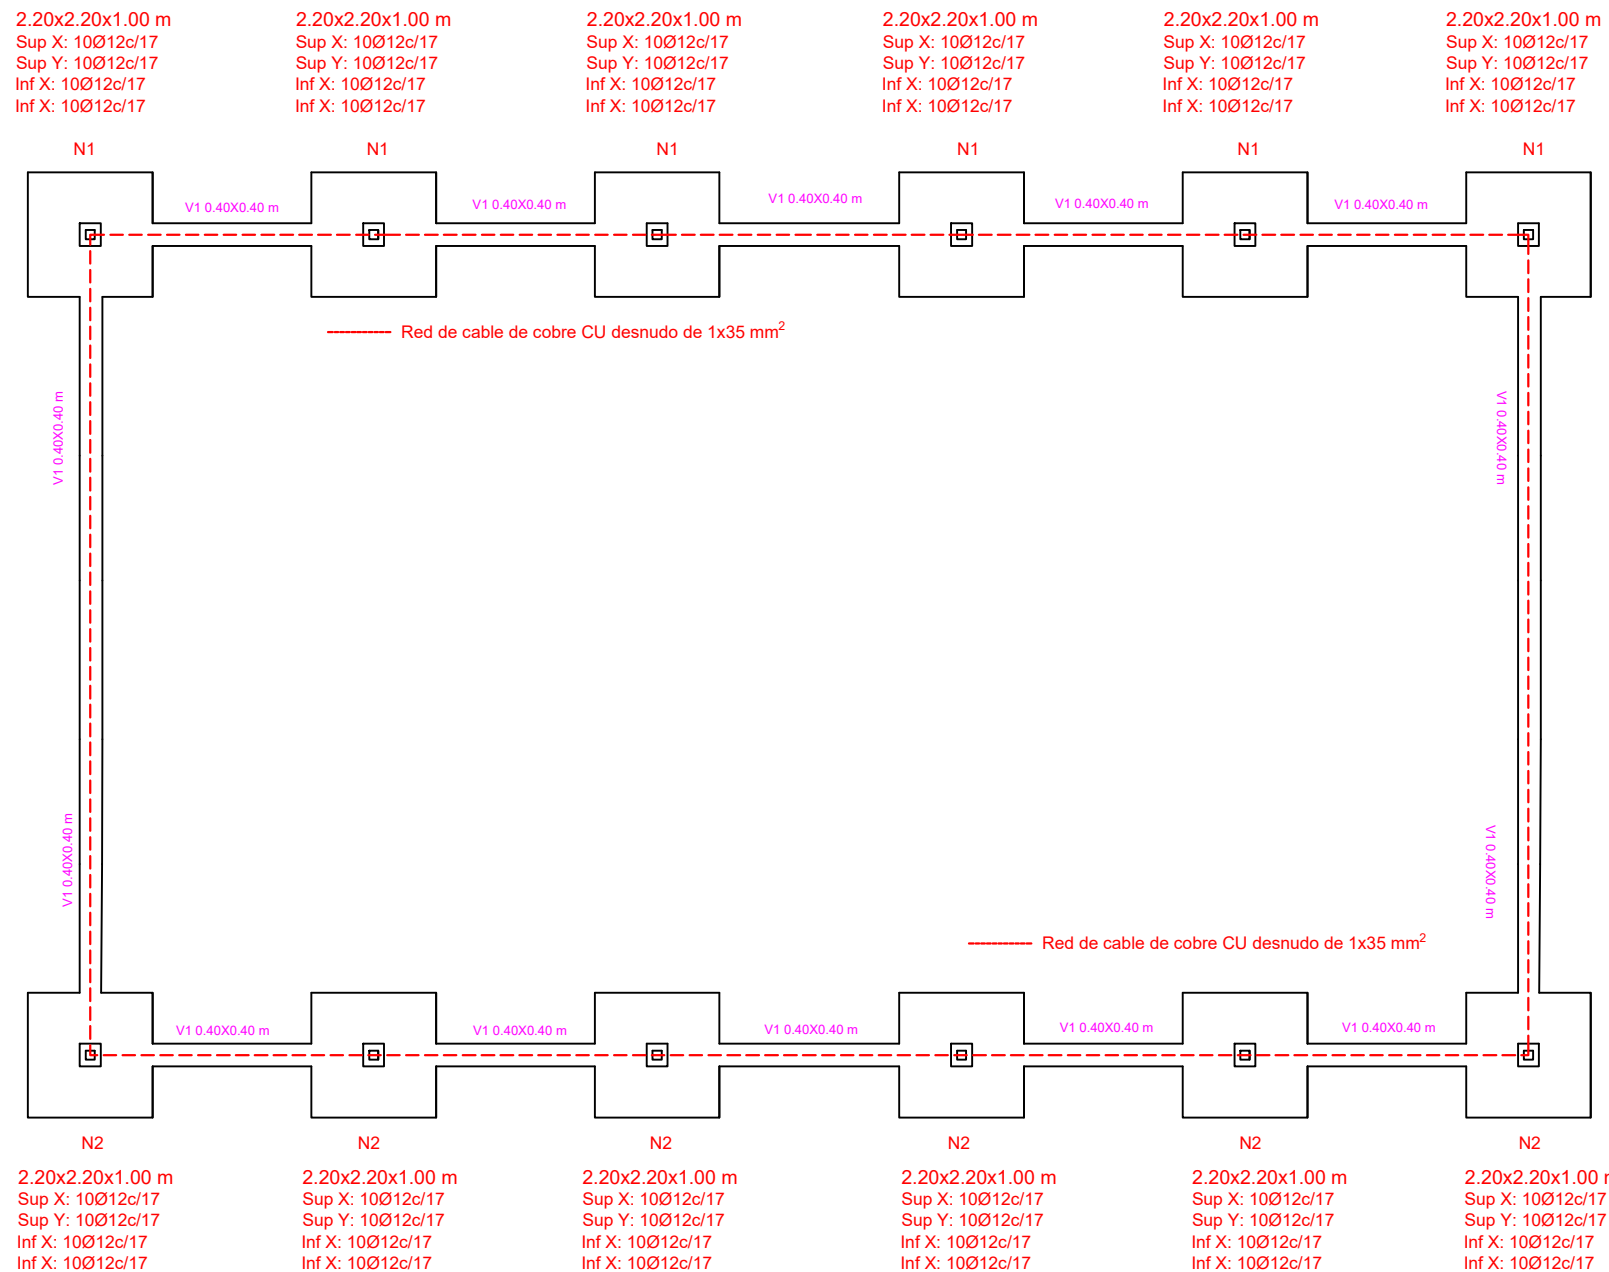 2.20x2.20x1.00 m
Sup X: 10Ø12c/17
Sup Y: 10Ø12c/17
Inf X: 10Ø12c/17
Inf X: 10Ø12c/17
2.20x2.20x1.00 m
Sup X: 10Ø12c/17
Sup Y: 10Ø12c/17
Inf X: 10Ø12c/17
Inf X: 10Ø12c/17
2.20x2.20x1.00 m
Sup X: 10Ø12c/17
Sup Y: 10Ø12c/17
Inf X: 10Ø12c/17
Inf X: 10Ø12c/17
2.20x2.20x1.00 m
Sup X: 10Ø12c/17
Sup Y: 10Ø12c/17
Inf X: 10Ø12c/17
Inf X: 10Ø12c/17
2.20x2.20x1.00 m
Sup X: 10Ø12c/17
Sup Y: 10Ø12c/17
Inf X: 10Ø12c/17
Inf X: 10Ø12c/17
2.20x2.20x1.00 m
Sup X: 10Ø12c/17
Sup Y: 10Ø12c/17
Inf X: 10Ø12c/17
Inf X: 10Ø12c/17
N1
N1
N1
N1
N1
N1
V1 0.40X0.40 m
V1 0.40X0.40 m
V1 0.40X0.40 m
V1 0.40X0.40 m
V1 0.40X0.40 m
Red de cable de cobre CU desnudo de 1x35 mm²
V1 0.40X0.40 m
V1 0.40X0.40 m
V1 0.40X0.40 m
V1 0.40X0.40 m
Red de cable de cobre CU desnudo de 1x35 mm²
V1 0.40X0.40 m
V1 0.40X0.40 m
V1 0.40X0.40 m
V1 0.40X0.40 m
V1 0.40X0.40 m
N2
N2
N2
N2
N2
N2
2.20x2.20x1.00 m
Sup X: 10Ø12c/17
Sup Y: 10Ø12c/17
Inf X: 10Ø12c/17
Inf X: 10Ø12c/17
2.20x2.20x1.00 m
Sup X: 10Ø12c/17
Sup Y: 10Ø12c/17
Inf X: 10Ø12c/17
Inf X: 10Ø12c/17
2.20x2.20x1.00 m
Sup X: 10Ø12c/17
Sup Y: 10Ø12c/17
Inf X: 10Ø12c/17
Inf X: 10Ø12c/17
2.20x2.20x1.00 m
Sup X: 10Ø12c/17
Sup Y: 10Ø12c/17
Inf X: 10Ø12c/17
Inf X: 10Ø12c/17
2.20x2.20x1.00 m
Sup X: 10Ø12c/17
Sup Y: 10Ø12c/17
Inf X: 10Ø12c/17
Inf X: 10Ø12c/17
2.20x2.20x1.00 m
Sup X: 10Ø12c/17
Sup Y: 10Ø12c/17
Inf X: 10Ø12c/17
Inf X: 10Ø12c/17